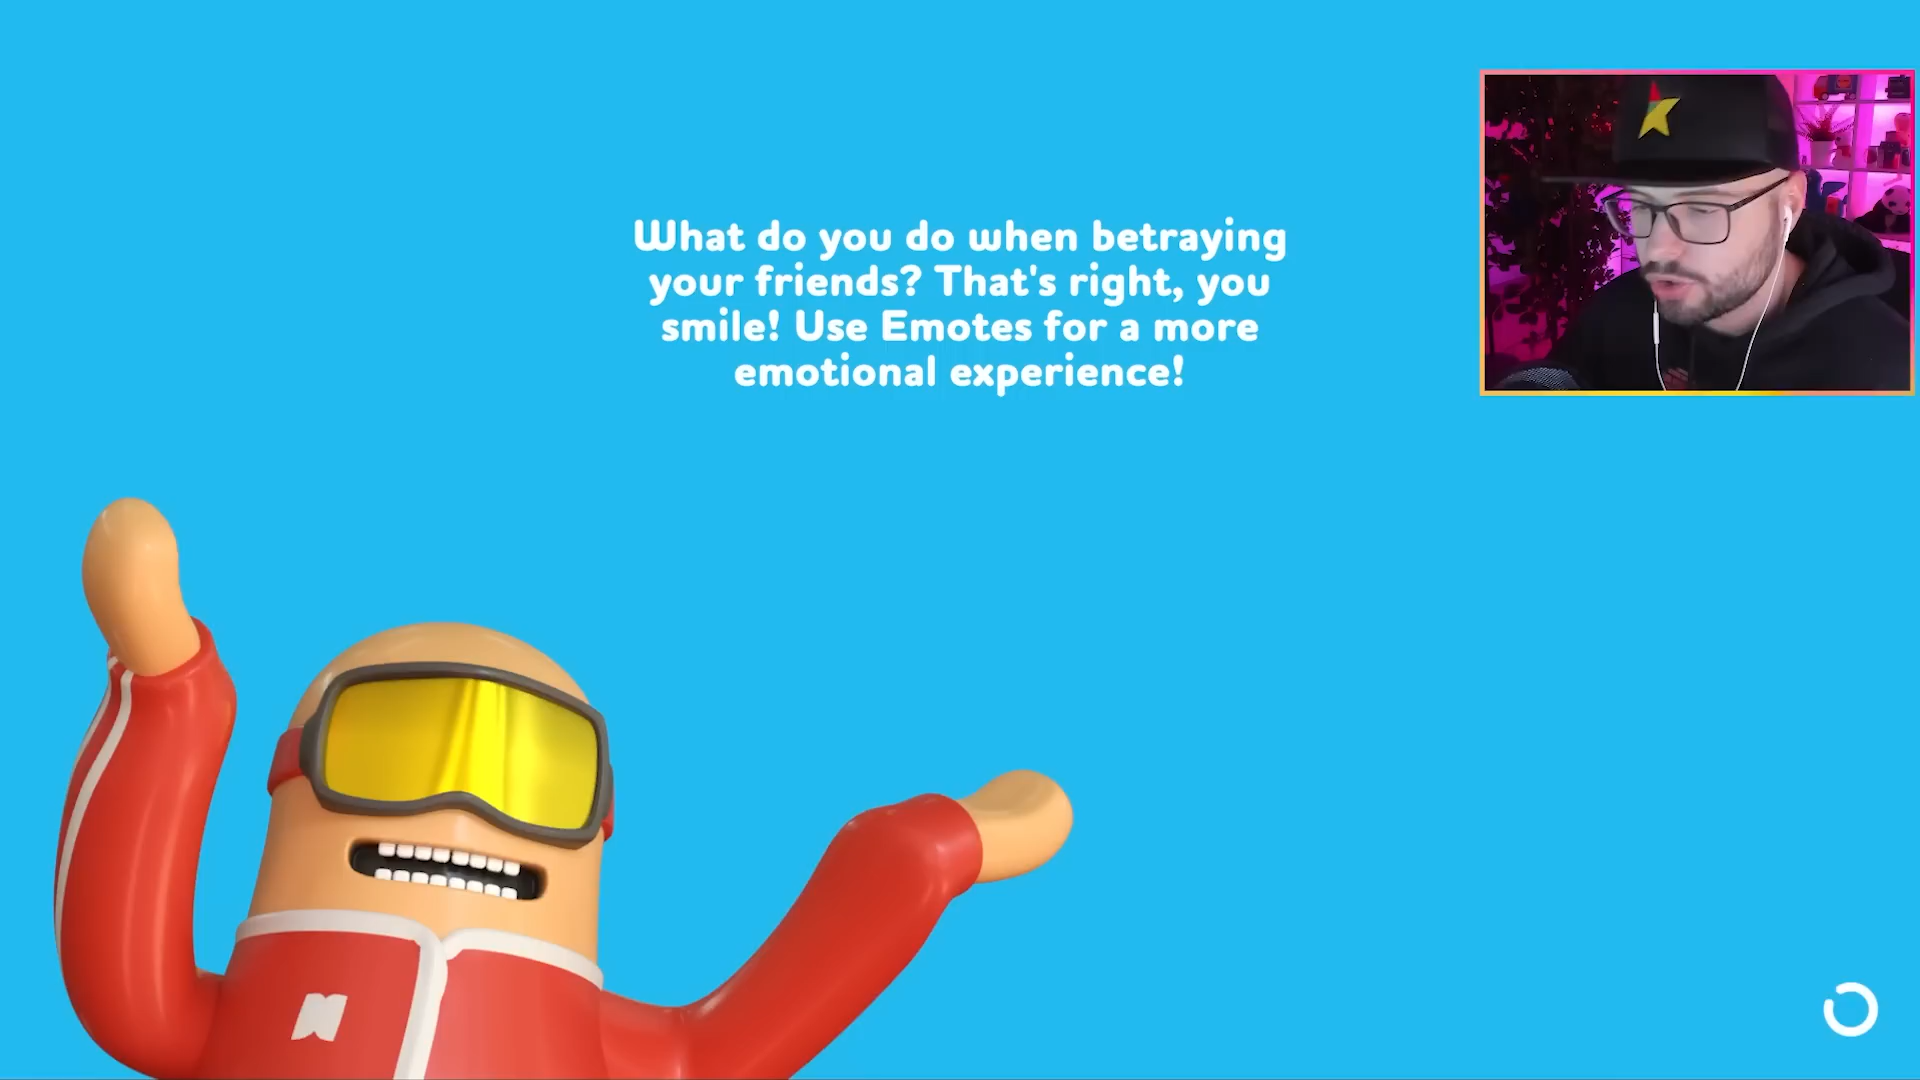 What do you do when betraying
your friends? That's right, you
smile! Use Emotes for a more
emotional experience!